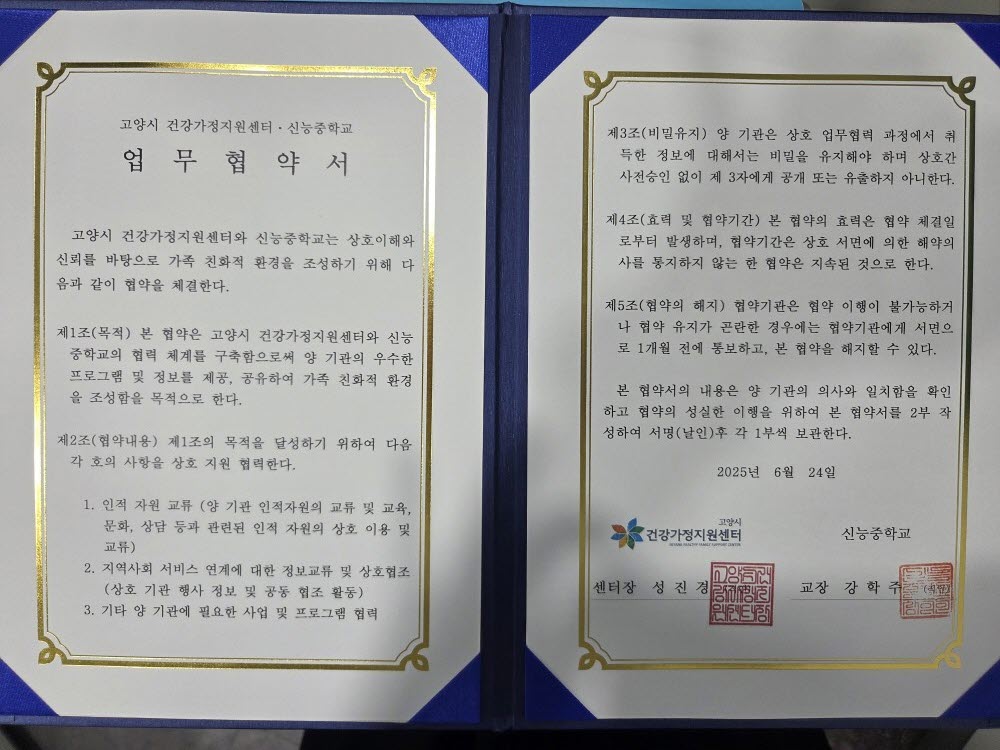 고양시 건강가정지원센터 · 신능중학교
업 무 협 약 서
고양시 건강가정지원센터와 신능중학교는 상호이해와
신뢰를 바탕으로 가족 친화적 환경을 조성하기 위해 다
음과 같이 협약을 체결한다.
제1조(목적) 본 협약은 고양시 건강가정지원센터와 신능
중학교의 협력 체계를 구축함으로써 양 기관의 우수한
프로그램 및 정보를 제공, 공유하여 가족 친화적 환경
을 조성함을 목적으로 한다.
제2조(협약내용) 제1조의 목적을 달성하기 위하여 다음
각 호의 사항을 상호 지원 협력한다.
1. 인적 자원 교류 (양 기관 인적자원의 교류 및 교육,
문화, 상담 등과 관련된 인적 자원의 상호 이용 및
교류)
2. 지역사회 서비스 연계에 대한 정보교류 및 상호협조
(상호 기관 행사 정보 및 공동 협조 활동)
3. 기타 양 기관에 필요한 사업 및 프로그램 협력
제3조(비밀유지) 양 기관은 상호 업무협력 과정에서 취
득한 정보에 대해서는 비밀을 유지해야 하며 상호간
사전승인 없이 제 3자에게 공개 또는 유출하지 아니한다.
제4조(효력 및 협약기간) 본 협약의 효력은 협약 체결일
로부터 발생하며, 협약기간은 상호 서면에 의한 해약의
사를 통지하지 않는 한 협약은 지속된 것으로 한다.
제5조(협약의 해지) 협약기관은 협약 이행이 불가능하거
나 협약 유지가 곤란한 경우에는 협약기관에게 서면으
로 1개월 전에 통보하고, 본 협약을 해지할 수 있다.
본 협약서의 내용은 양 기관의 의사와 일치함을 확인
하고 협약의 성실한 이행을 위하여 본 협약서를 2부 작
성하여 서명(날인)후 각 1부씩 보관한다.
2025년 6월 24일
고양시
건강가정지원센터
GOYANG HEALTHY FAMILY SUPPORT CENTER
신능중학교
센터장 성 진 경
교장 강 학 주